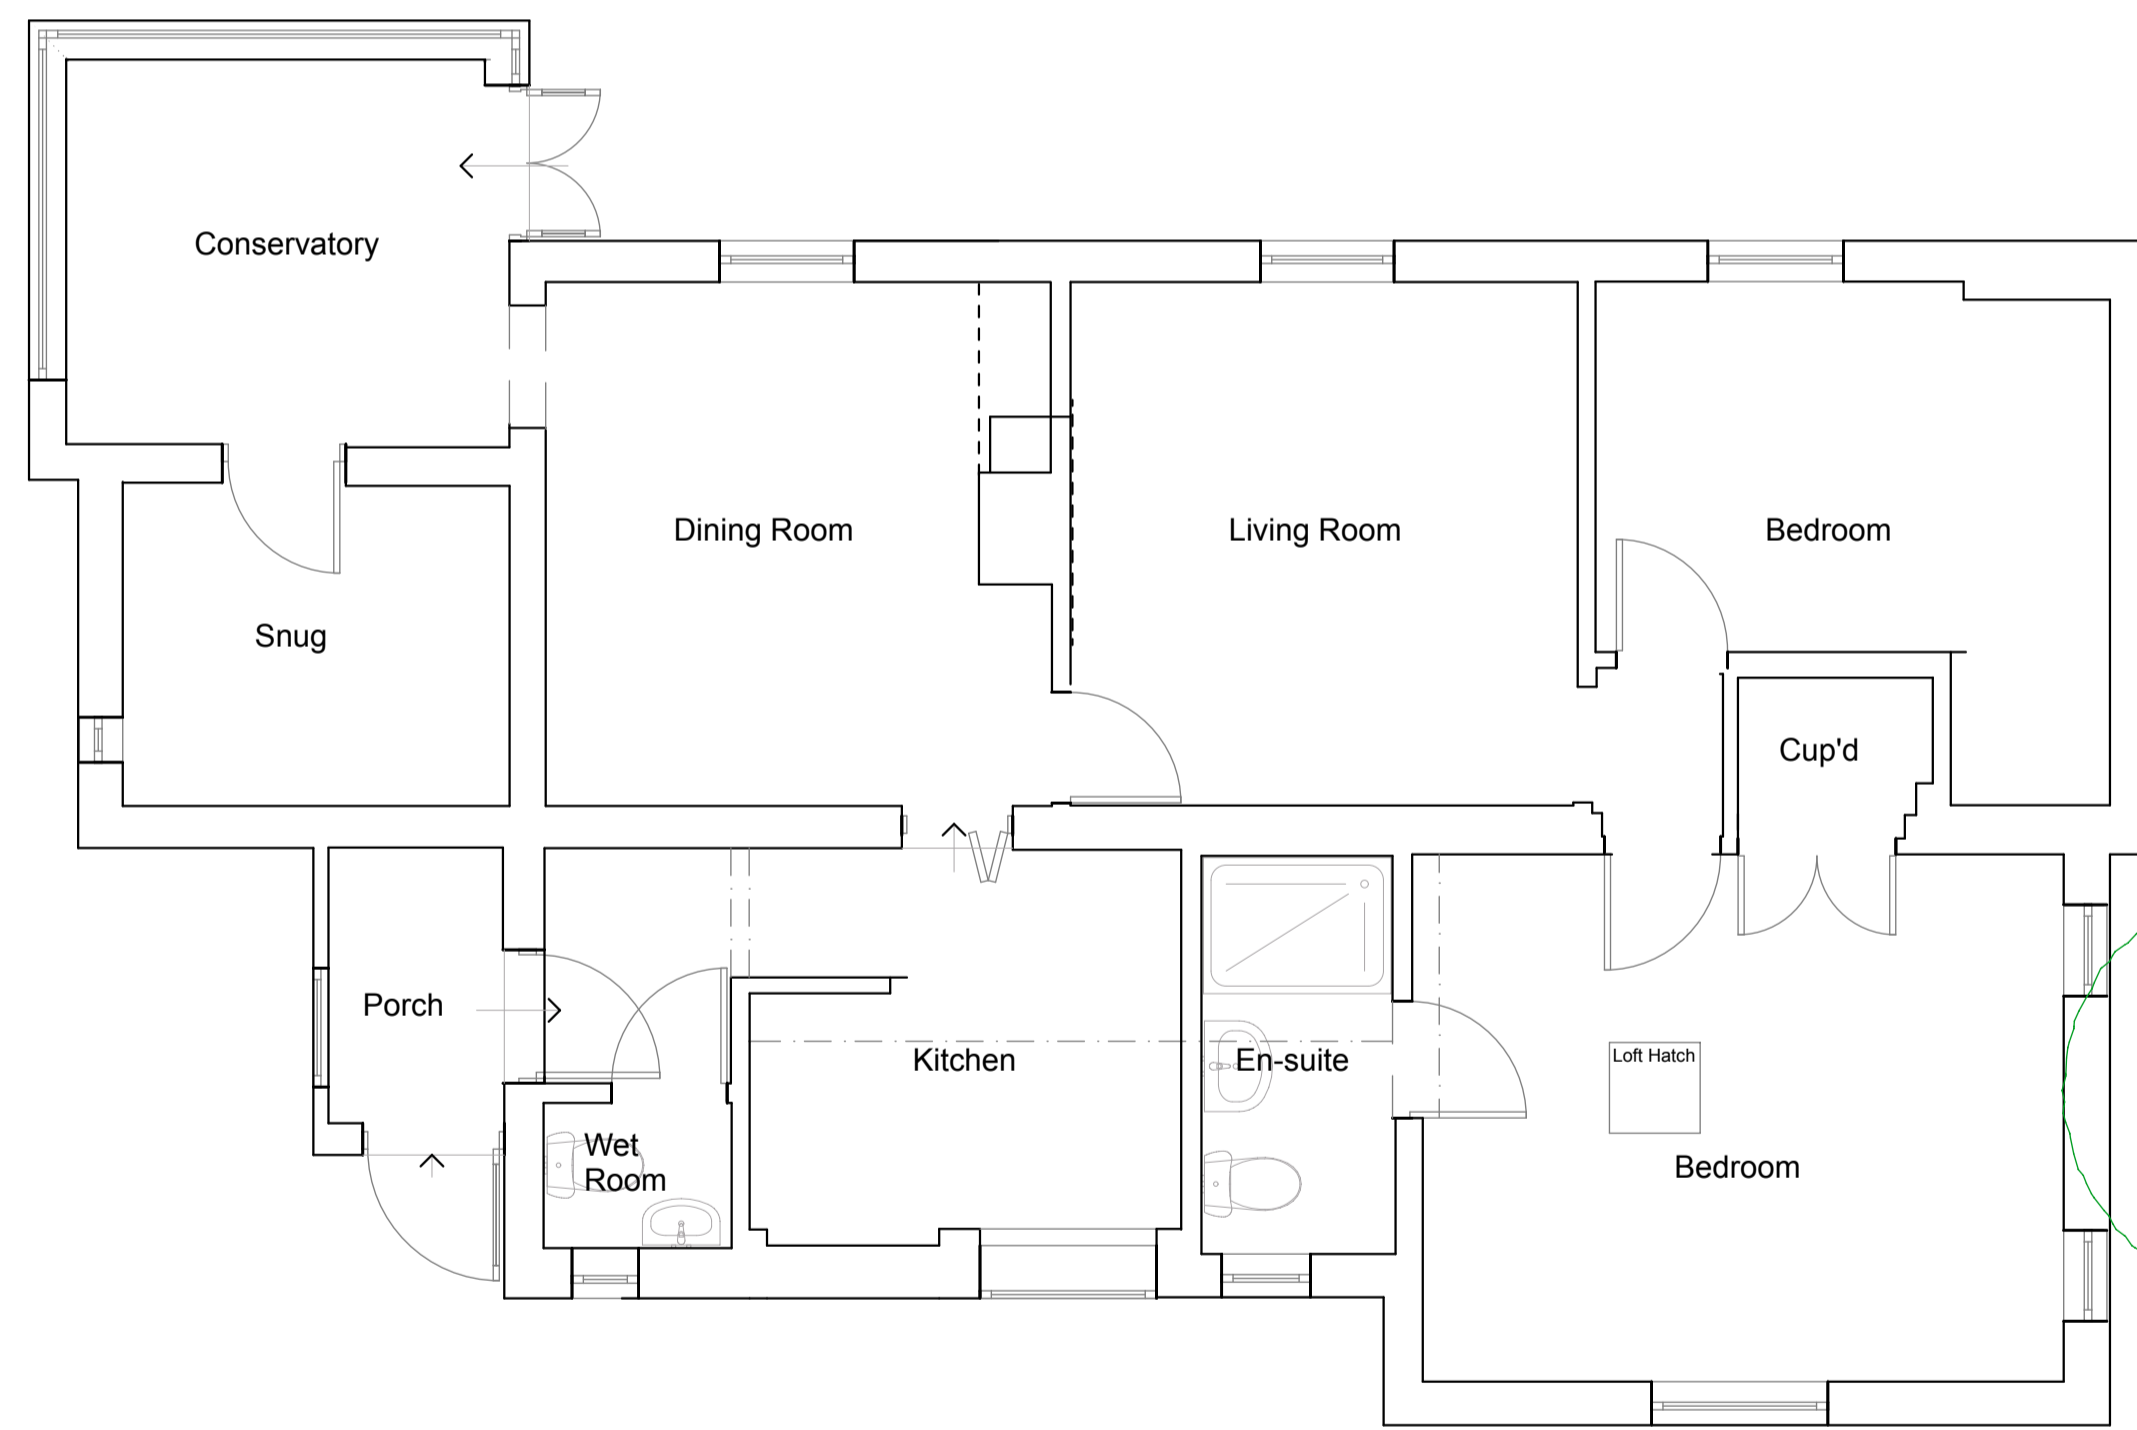 Conservatory
Dining Room
Living Room
Bedroom
Snug
Cup'd
Porch
Kitchen
En-suite
Loft Hatch
Wet
Room
Bedroom